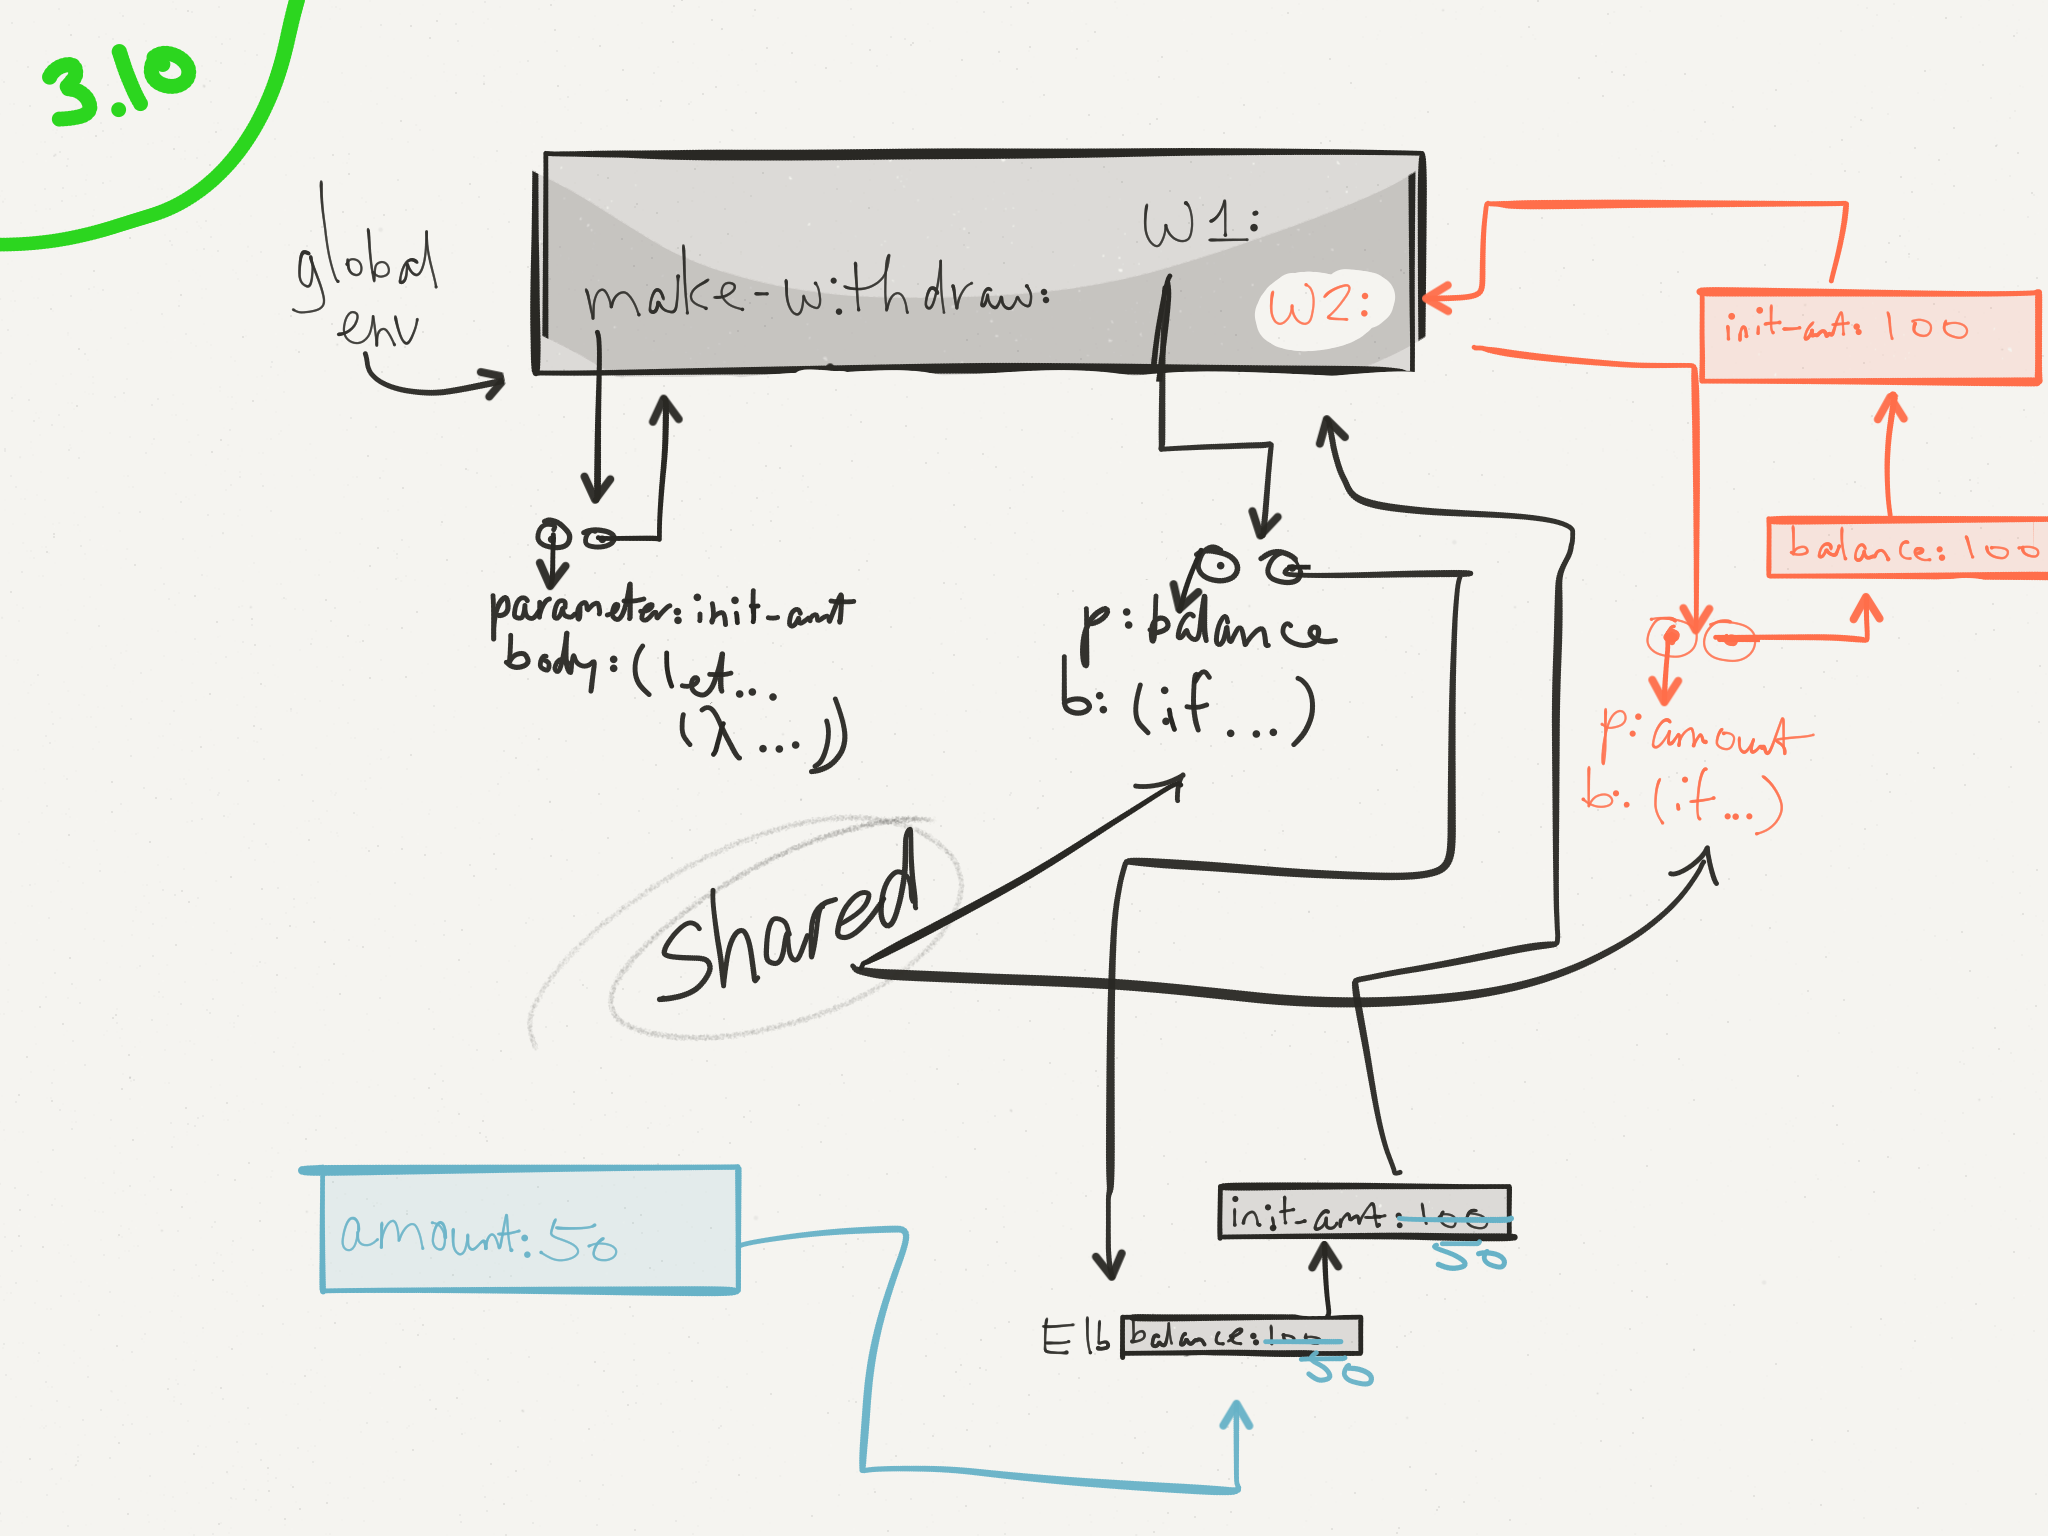 3.10
global
env
make-withdraw:
W1:
W2:
init-amt: 100
balance: 100
parameter: init-amt
body: (let...
(λ ...))
p: balance
b: (if ...)
p: amount
b: (if ...)
shared
amount: 50
init-amt: 100
50
E1b
balance: 100
50